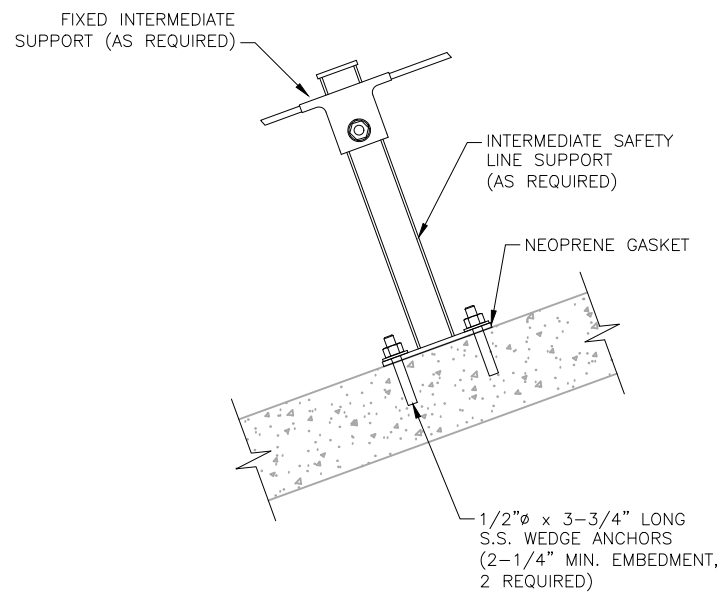 FIXED INTERMEDIATE
SUPPORT (AS REQUIRED)
INTERMEDIATE SAFETY
LINE SUPPORT
(AS REQUIRED)
NEOPRENE GASKET
1/2"ø x 3-3/4" LONG
S.S. WEDGE ANCHORS
(2-1/4" MIN. EMBEDMENT,
2 REQUIRED)